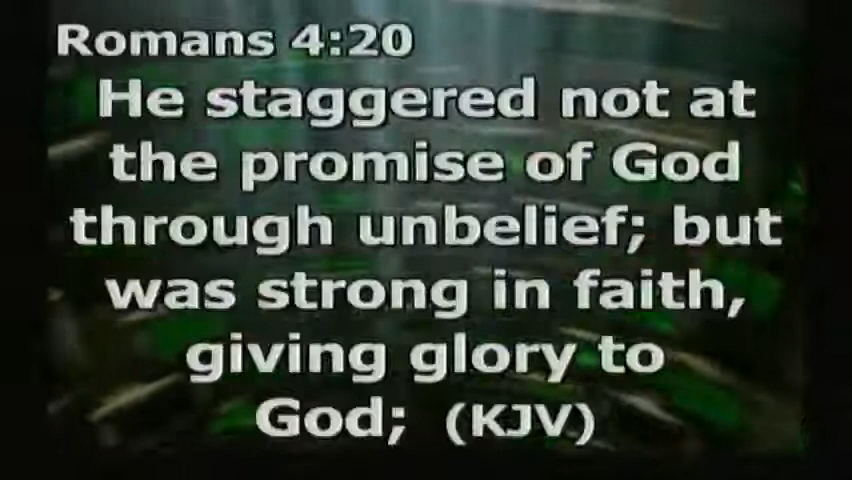 Romans 4:20
He staggered not at
the promise of God
through unbelief; but
was strong in faith,
giving glory to
God; (KJV)